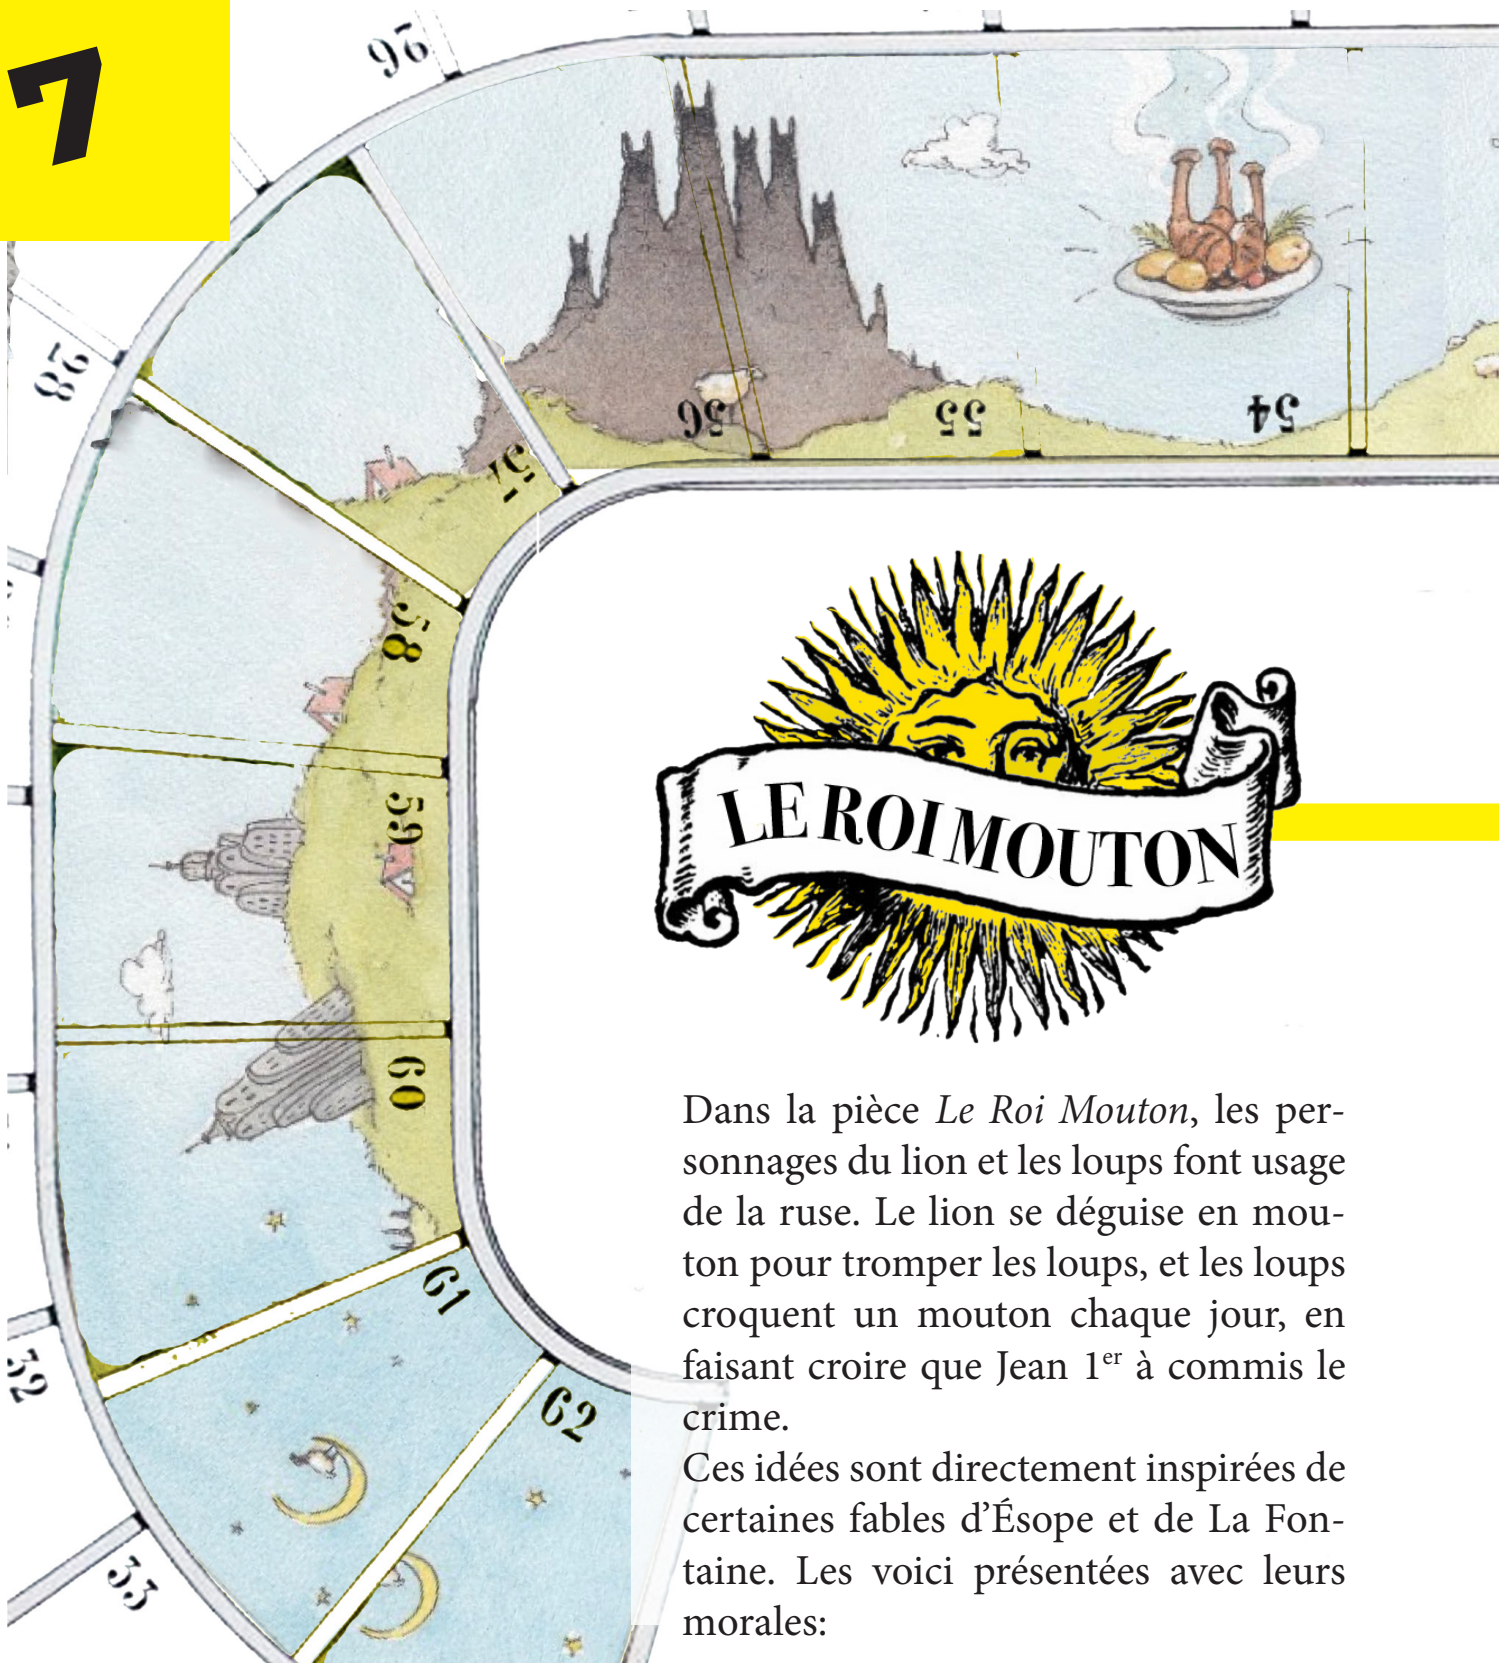 7
26
28
32
33
54
55
56
57
58
59
60
61
62
LE ROI MOUTON
Dans la pièce Le Roi Mouton, les per-
sonnages du lion et les loups font usage
de la ruse. Le lion se déguise en mou-
ton pour tromper les loups, et les loups
croquent un mouton chaque jour, en
faisant croire que Jean 1er à commis le
crime.
Ces idées sont directement inspirées de
certaines fables d’Ésope et de La Fon-
taine. Les voici présentées avec leurs
morales: